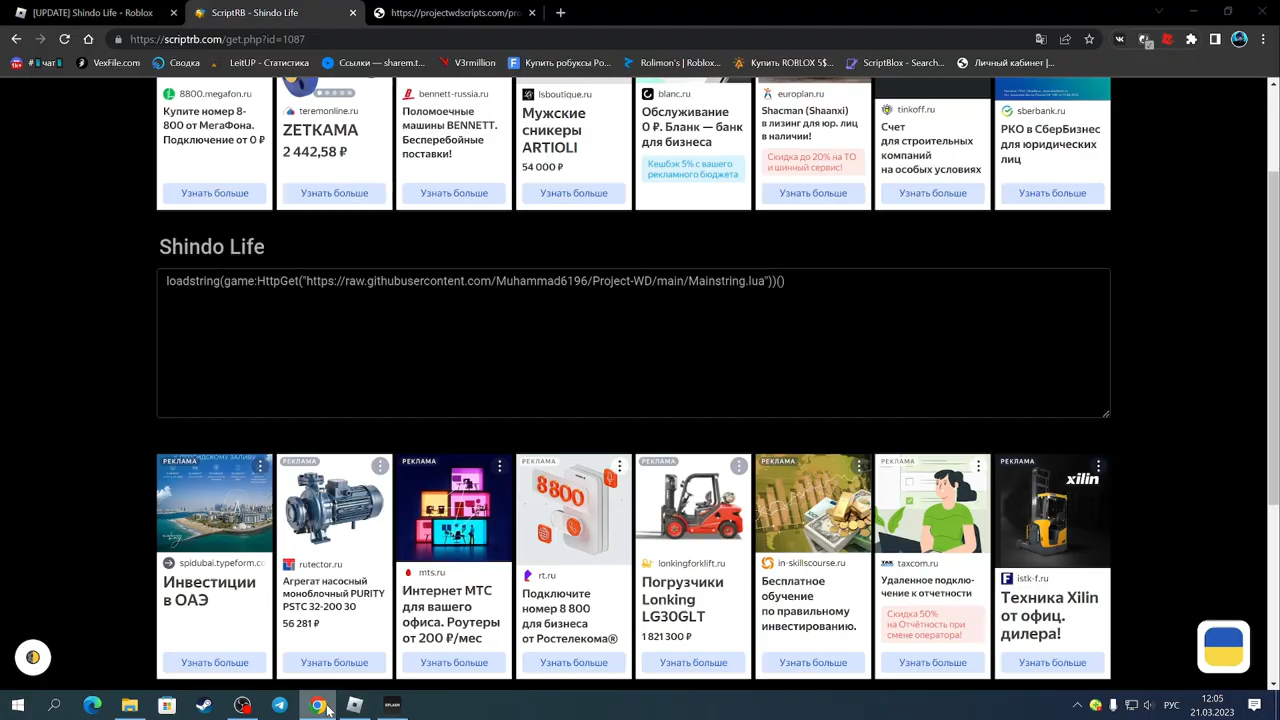 [UPDATE] Shindo Life - Roblox
ScriptRB - Get script
https://projectwdscripts.com/pro
https://scriptrb.com/get.php?id=1087
VexFile.com
Сводка
LeitUP - Статистика
Ссылки — sharem.t...
V3rmillion
Купить робуксы Ро...
Rolimon's | Roblox...
Купить ROBLOX 5$...
ScriptBlox - Search...
Личный кабинет |...
8800.megafon.ru
Купите номер 8-
800 от МегаФона.
Подключение от 0 ₽
Узнать больше
teremonline.ru
ZETKAMA
2 442,58 ₽
Узнать больше
bennett-russia.ru
Поломоечные
машины BENNETT.
Бесперебойные
поставки!
Узнать больше
lsboutique.ru
Мужские
сникеры
ARTIOLI
54 000 ₽
Узнать больше
blanc.ru
Обслуживание
0 ₽. Бланк — банк
для бизнеса
Кешбэк 5% с вашего
рекламного бюджета
Узнать больше
europlan.ru
Shacman (Shaanxi)
в лизинг для юр. лиц
в наличии!
Скидка до 20% на ТО
и шинный сервис!
Узнать больше
tinkoff.ru
Счет
для строительных
компаний
на особых условиях
Узнать больше
sberbank.ru
РКО в СберБизнес
для юридических
лиц
Узнать больше
Shindo Life
loadstring(game:HttpGet("https://raw.githubusercontent.com/Muhammad6196/Project-WD/main/Mainstring.lua"))()
РЕКЛАМА
spidubai.typeform.co
Инвестиции
в ОАЭ
Узнать больше
РЕКЛАМА
rutector.ru
Агрегат насосный
моноблочный PURITY
PSTC 32-200 30
56 281 ₽
Узнать больше
РЕКЛАМА
mts.ru
Интернет МТС
для вашего
офиса. Роутеры
от 200 ₽/мес
Узнать больше
РЕКЛАМА
8 800
rt.ru
Подключите
номер 8 800
для бизнеса
от Ростелекома®
Узнать больше
РЕКЛАМА
lonkingforklift.ru
Погрузчики
Lonking
LG30GLT
1 821 300 ₽
Узнать больше
РЕКЛАМА
in-skillscourse.ru
Бесплатное
обучение
по правильному
инвестированию.
Узнать больше
РЕКЛАМА
taxcom.ru
Удаленное подклю-
чение к отчетности
Скидка 50%
на Отчётность при
смене оператора!
Узнать больше
РЕКЛАМА
xilin
istk-f.ru
Техника Xilin
от офиц.
дилера!
Узнать больше
РУС
12:05
21.03.2023